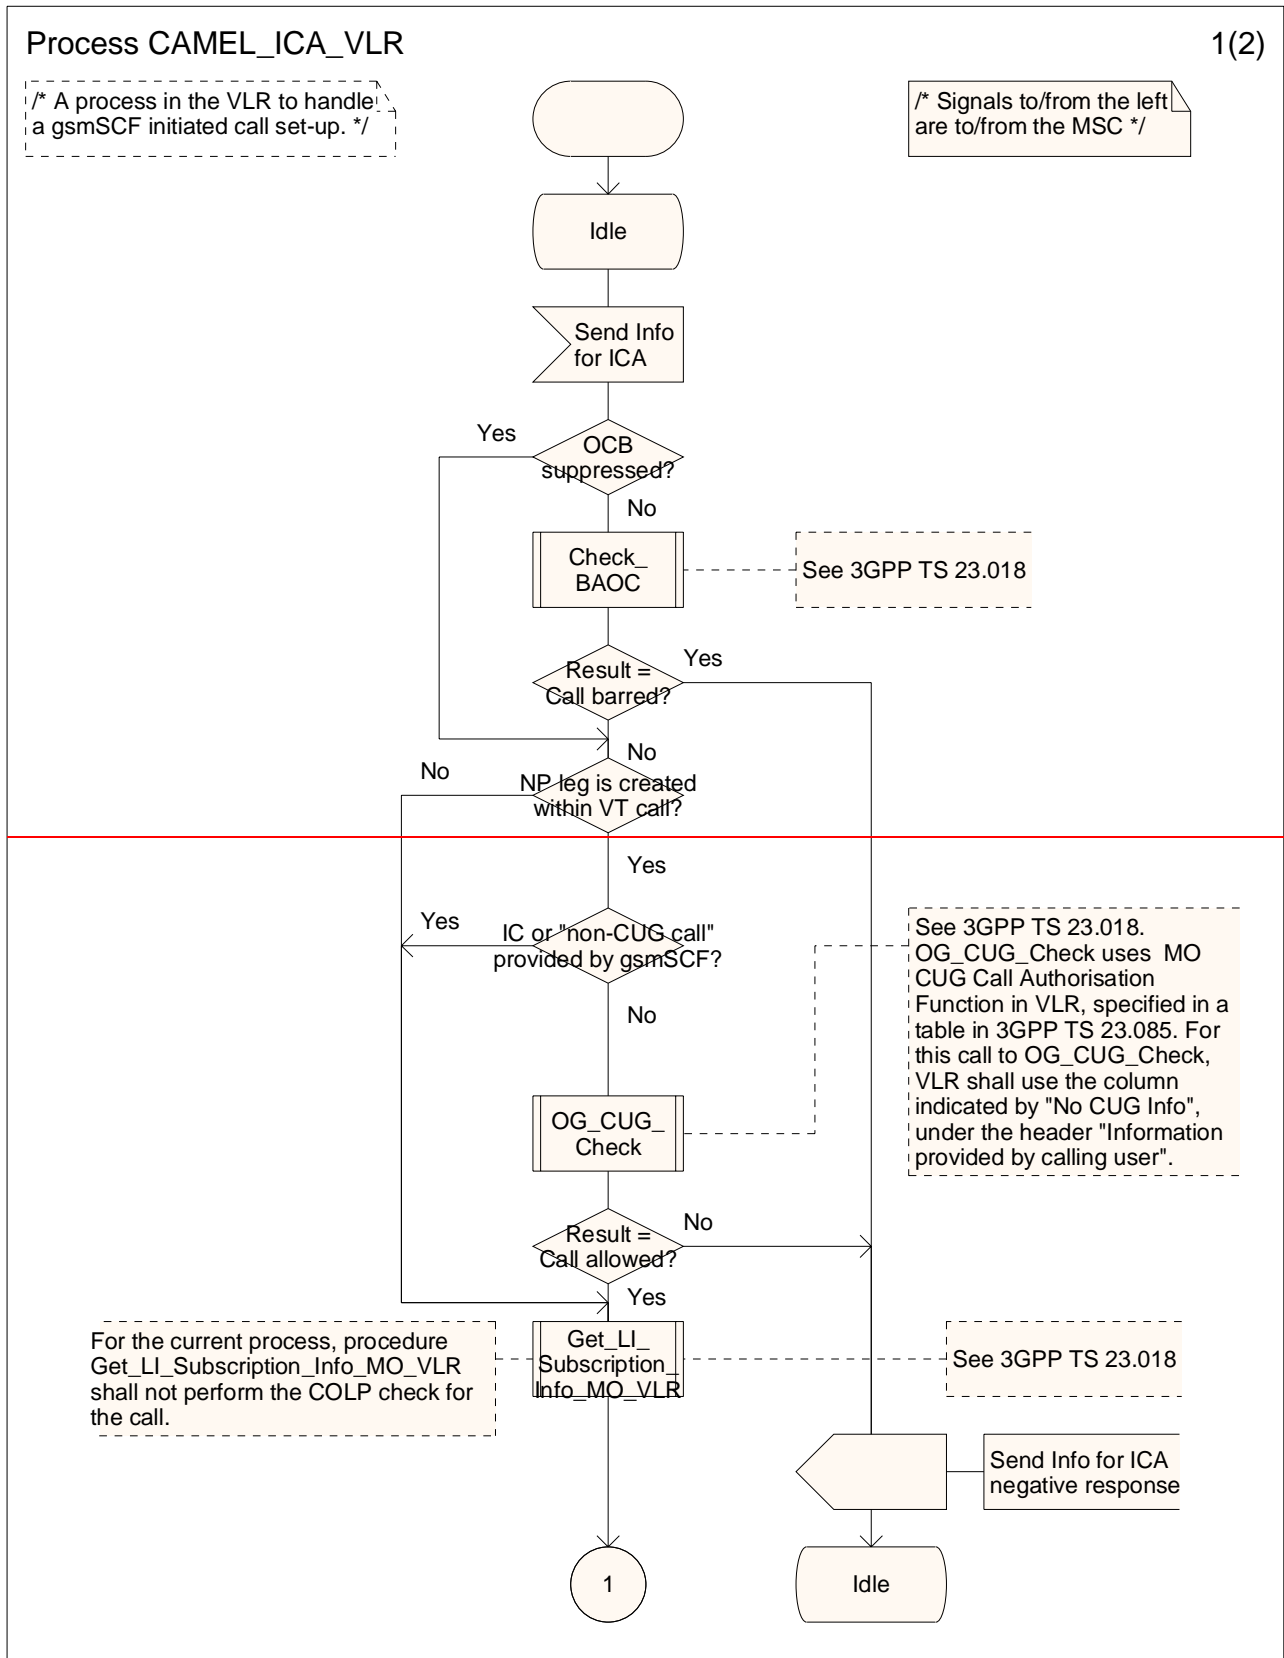 Process CAMEL_ICA_VLR
1(2)
/* A process in the VLR to handle
a gsmSCF initiated call set-up. */
/* Signals to/from the left
are to/from the MSC */
Idle
Send Info
for ICA
Yes
OCB
suppressed?
No
Check_
BAOC
See 3GPP TS 23.018
Result =
Call barred?
Yes
No
No
NP leg is created
within VT call?
Yes
Yes
IC or "non-CUG call"
provided by gsmSCF?
No
See 3GPP TS 23.018.
OG_CUG_Check uses  MO
CUG Call Authorisation
Function in VLR, specified in a
table in 3GPP TS 23.085. For
this call to OG_CUG_Check,
VLR shall use the column
indicated by "No CUG Info",
under the header "Information
provided by calling user".
OG_CUG_
Check
Result =
Call allowed?
No
Yes
For the current process, procedure
Get_LI_Subscription_Info_MO_VLR
shall not perform the COLP check for
the call.
Get_LI_
Subscription_
Info_MO_VLR
See 3GPP TS 23.018
Send Info for ICA
negative response
1
Idle